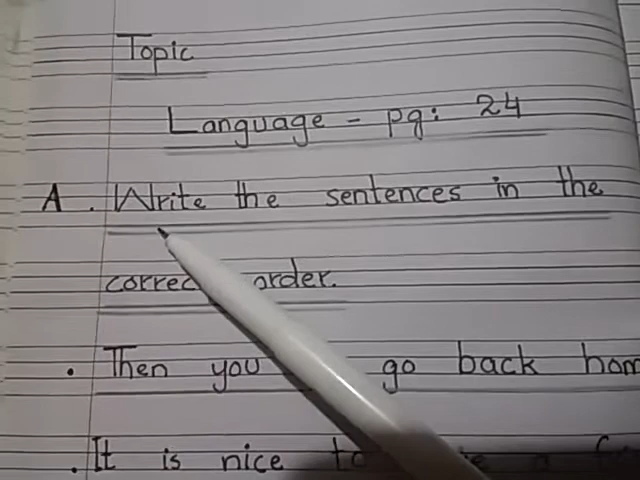 Topic
Language - pg: 24
A. Write the sentences in the
correc order.
. Then you go back hom
. It is nice to a